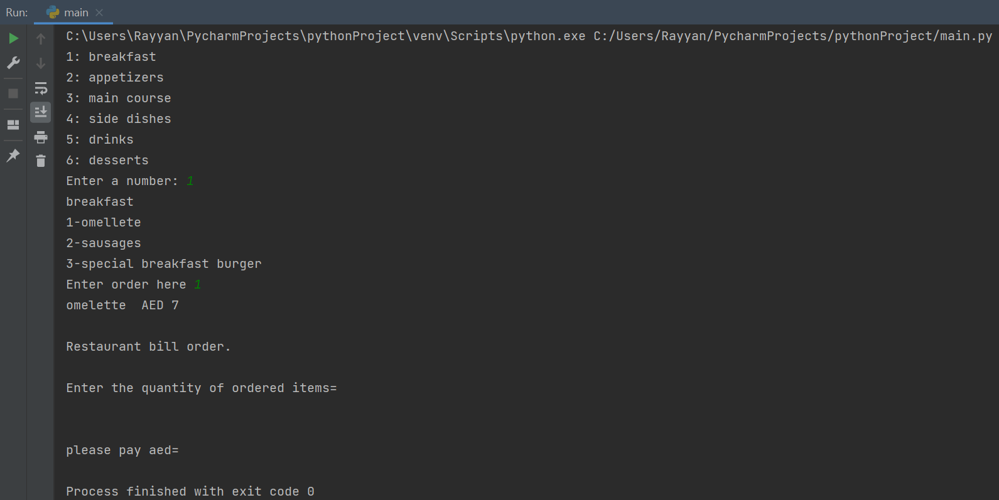 Run: main
C:\Users\Rayyan\PycharmProjects\pythonProject\venv\Scripts\python.exe C:/Users/Rayyan/PycharmProjects/pythonProject/main.py
1: breakfast
2: appetizers
3: main course
4: side dishes
5: drinks
6: desserts
Enter a number: 1
breakfast
1-omellete
2-sausages
3-special breakfast burger
Enter order here 1
omelette  AED 7
Restaurant bill order.
Enter the quantity of ordered items=
please pay aed=
Process finished with exit code 0